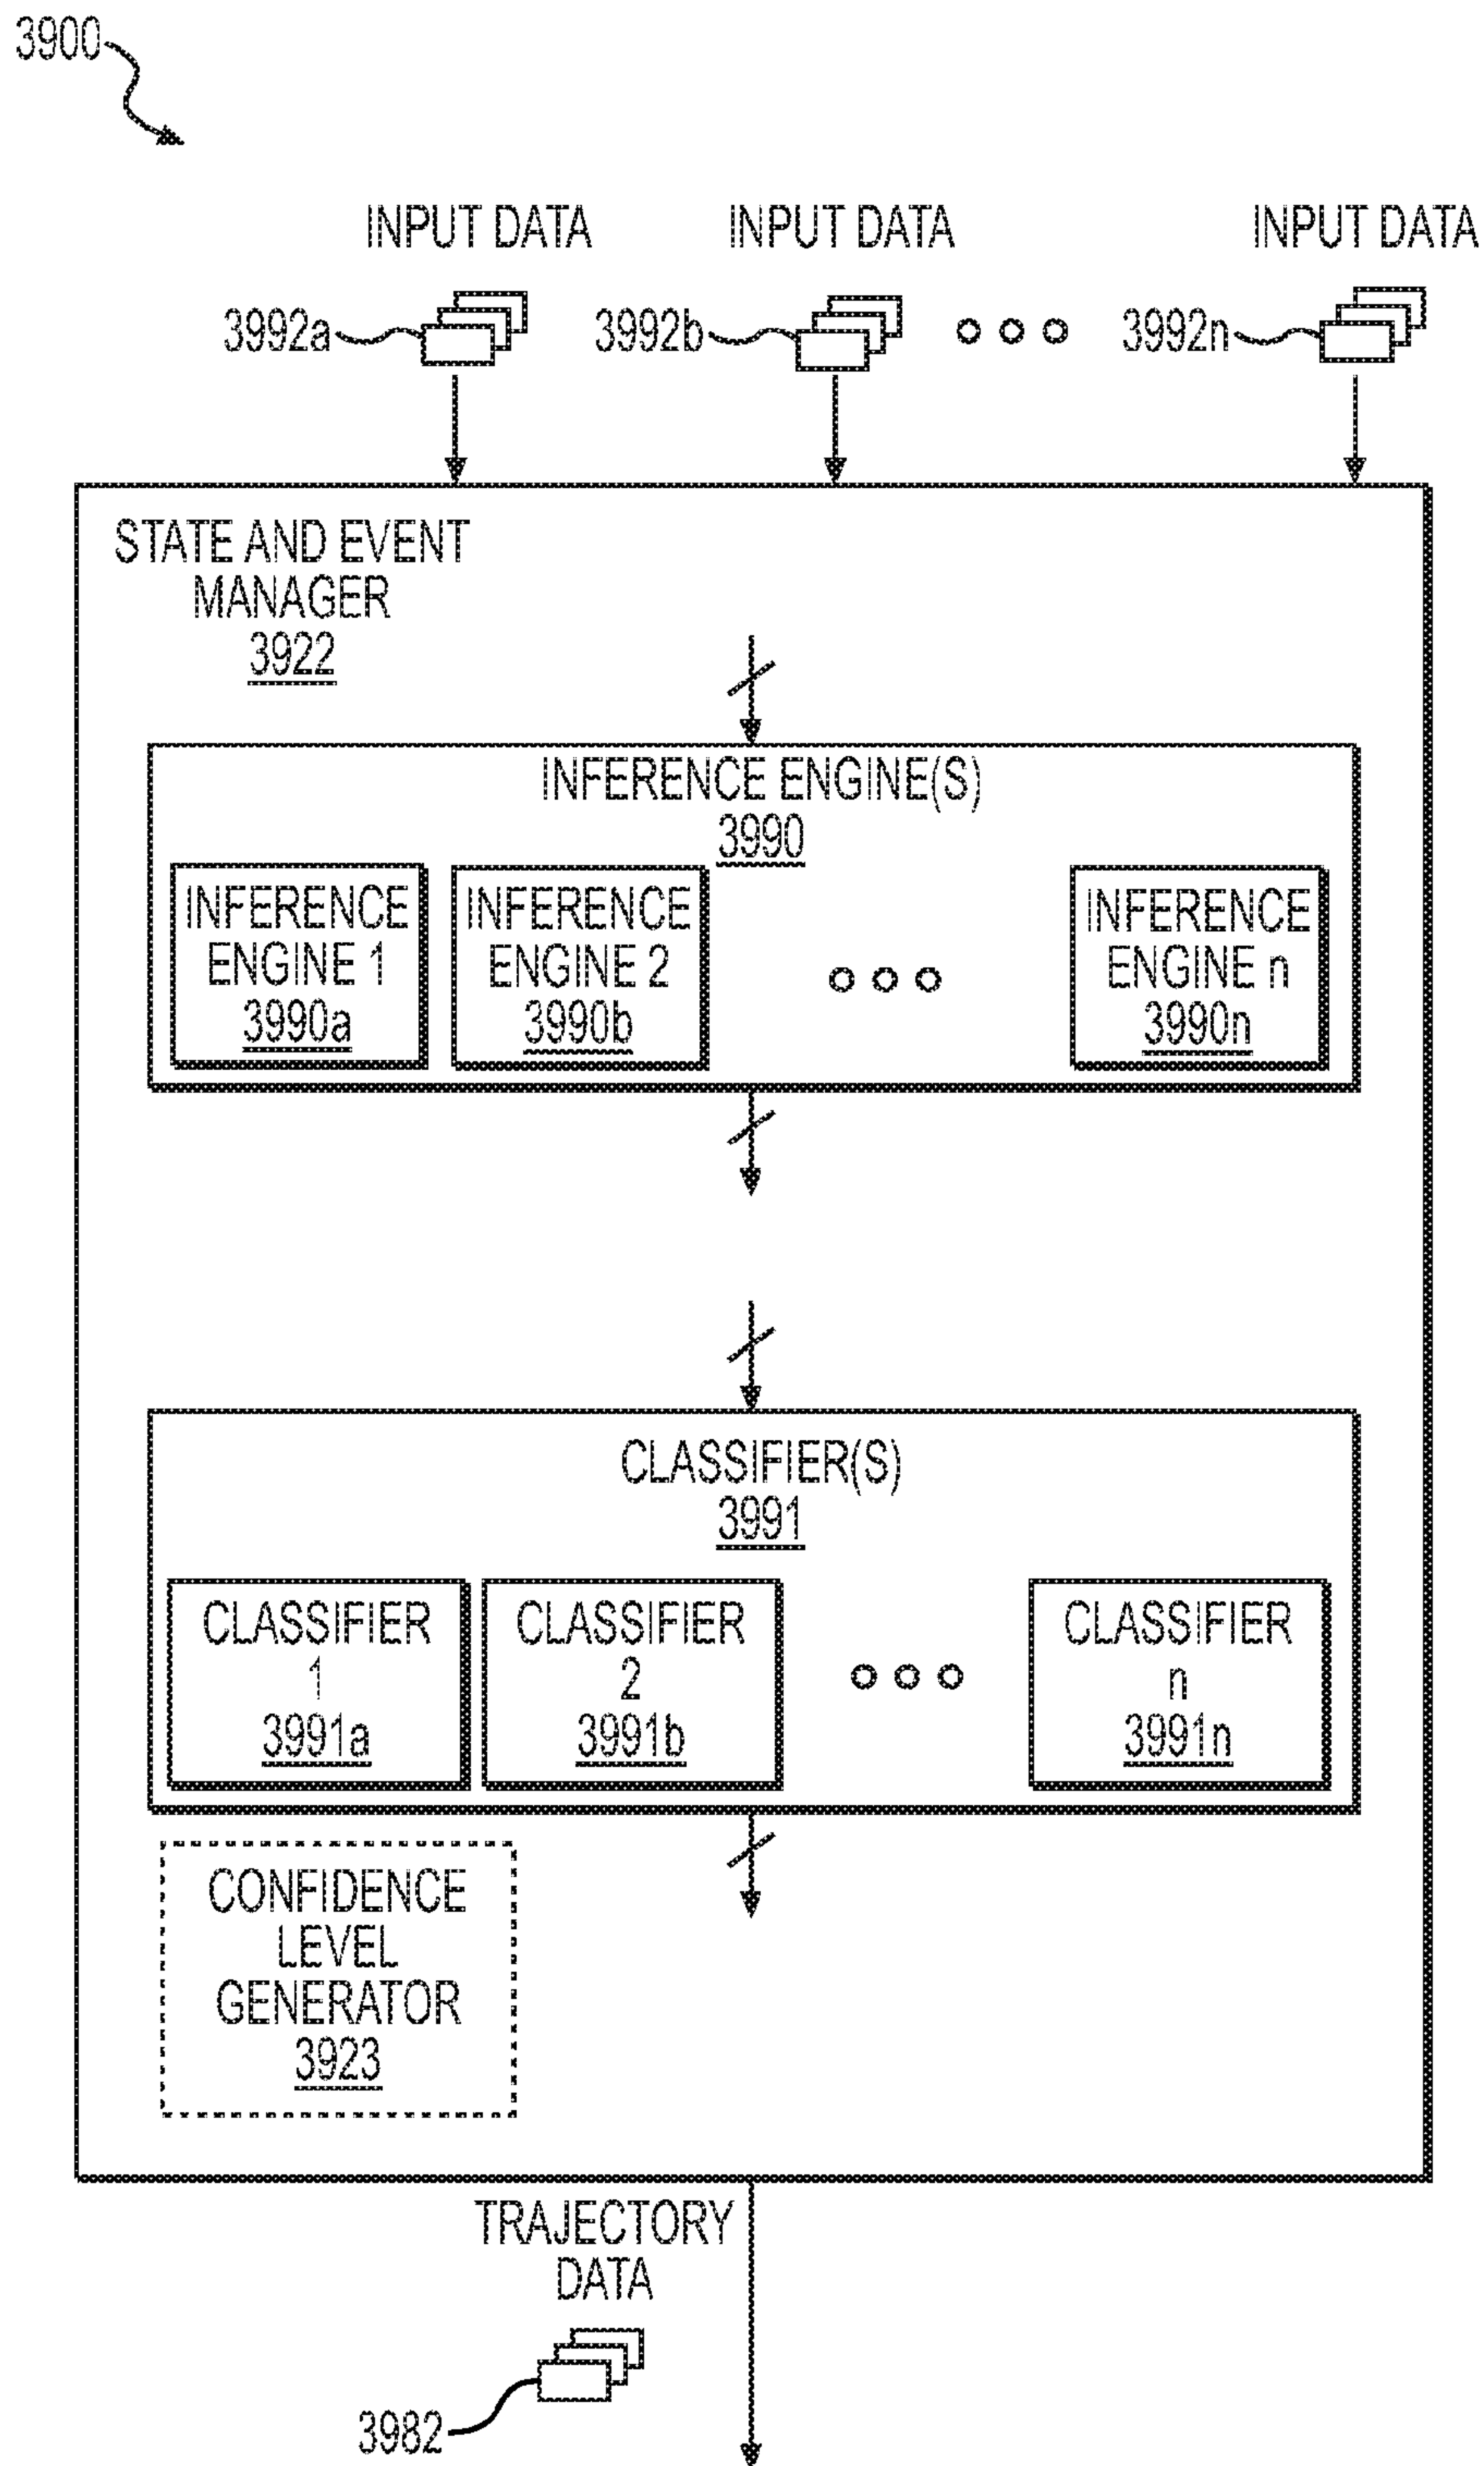 3900
INPUT DATA
INPUT DATA
INPUT DATA
3992a
3992b
3992n
STATE AND EVENT
MANAGER
3922
INFERENCE ENGINE(S)
3990
INFERENCE
ENGINE 1
3990a
INFERENCE
ENGINE 2
3990b
INFERENCE
ENGINE n
3990n
CLASSIFIER(S)
3991
CLASSIFIER
1
3991a
CLASSIFIER
2
3991b
CLASSIFIER
n
3991n
CONFIDENCE
LEVEL
GENERATOR
3923
TRAJECTORY
DATA
3982